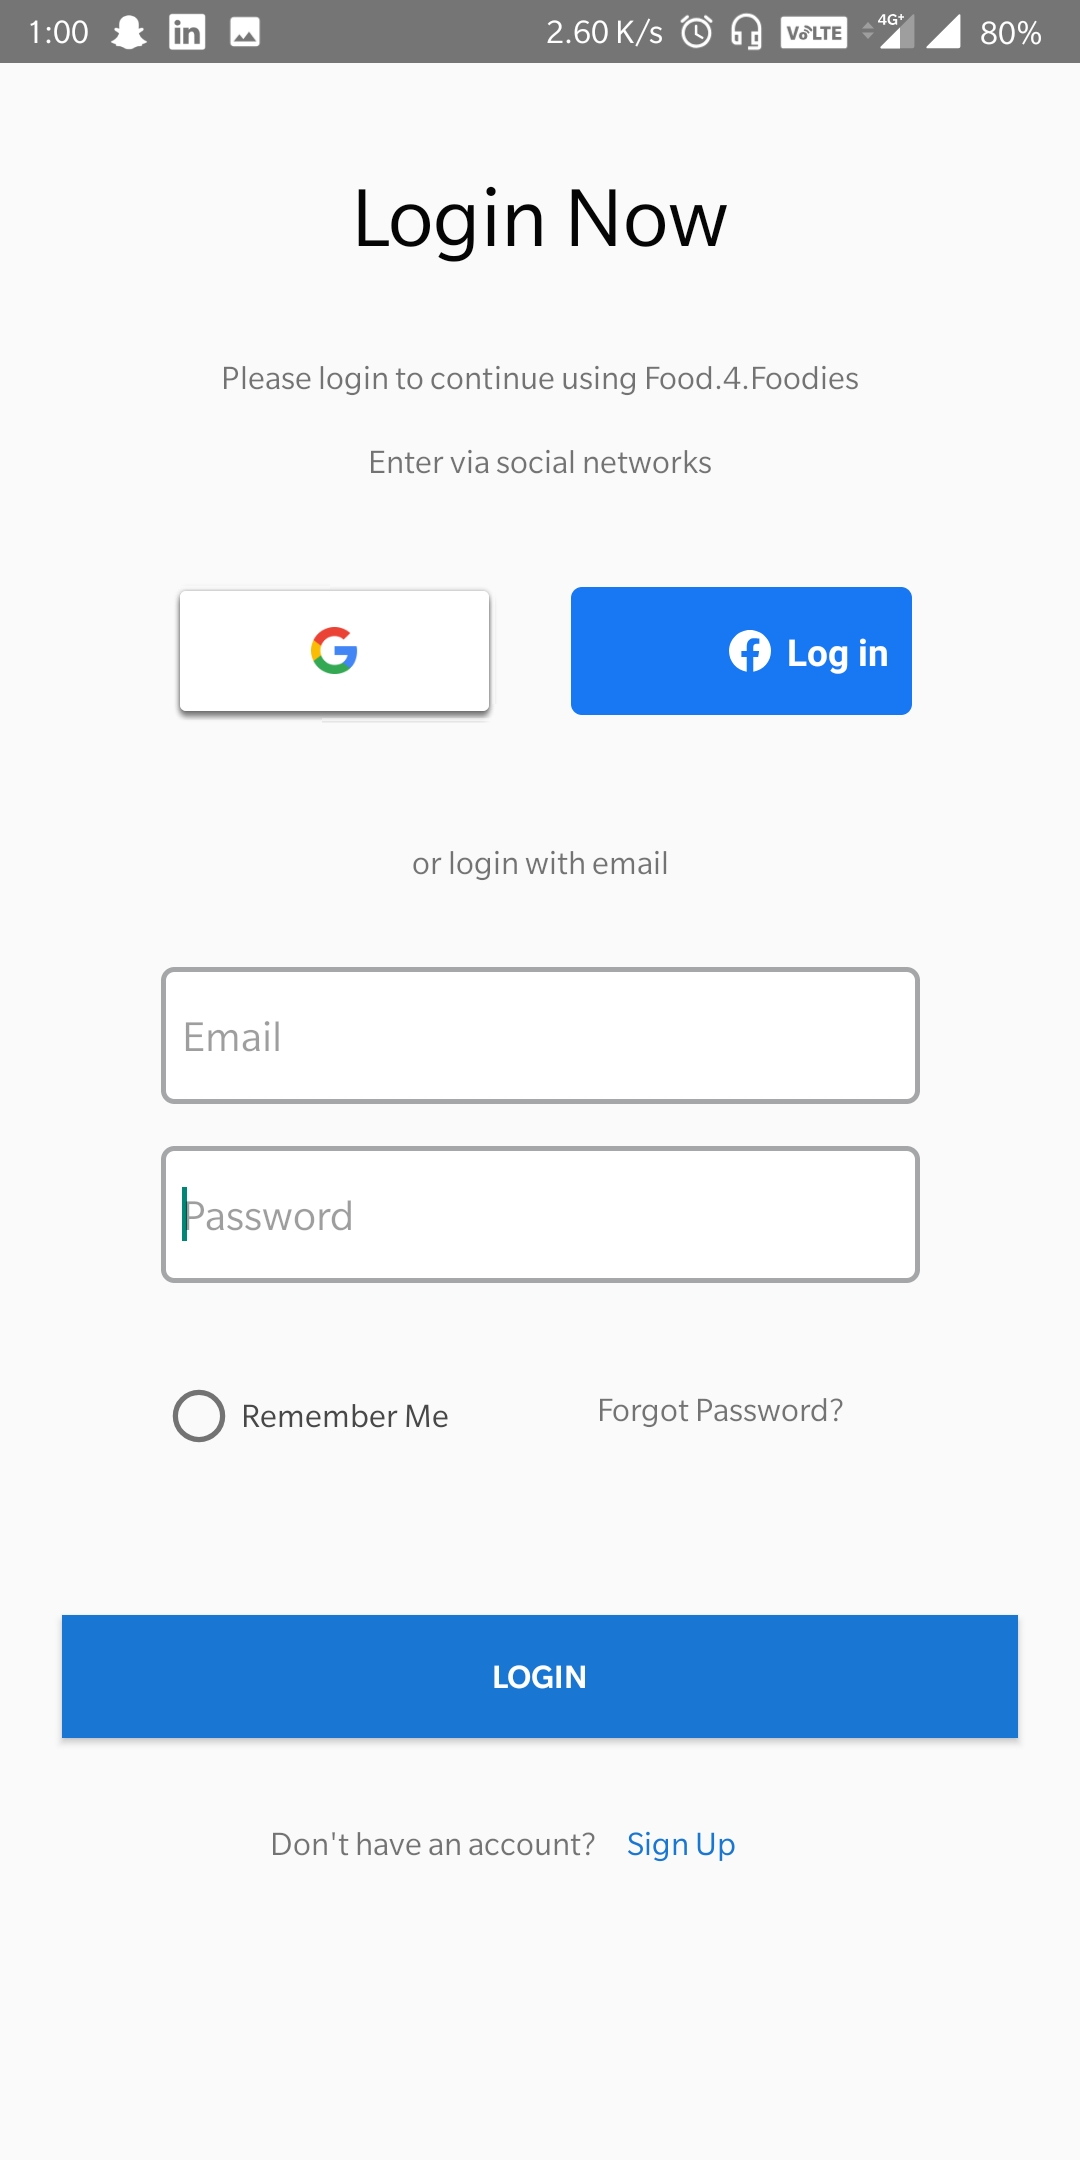 1:00 in 2.60 K/s VoLTE 4G+ 80%
Login Now
Please login to continue using Food.4.Foodies
Enter via social networks
G f Log in
or login with email
Email
Password
Remember Me Forgot Password?
LOGIN
Don't have an account? Sign Up